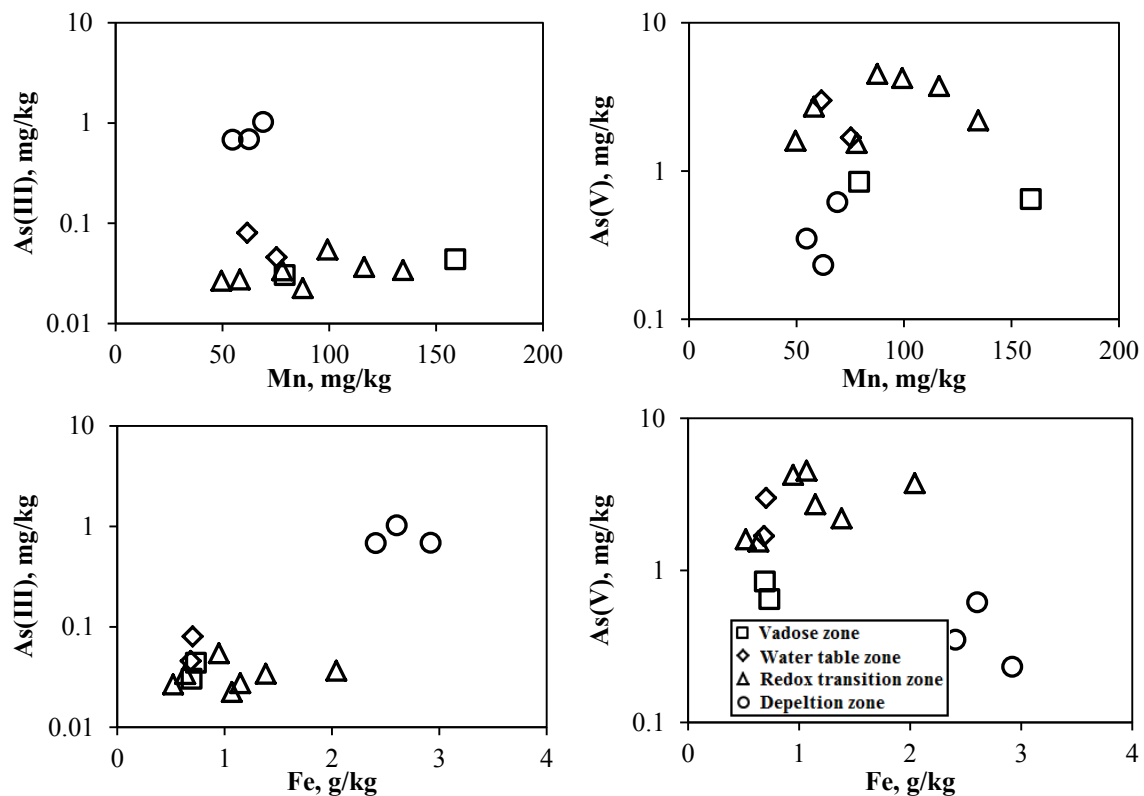 10
1
0.1
0.01
As(III), mg/kg
0
50
100
150
200
Mn, mg/kg
10
1
0.1
As(V), mg/kg
0
50
100
150
200
Mn, mg/kg
10
1
0.1
0.01
As(III), mg/kg
0
1
2
3
4
Fe, g/kg
10
1
0.1
As(V), mg/kg
Vadose zone
Water table zone
Redox transition zone
Depeltion zone
0
1
2
3
4
Fe, g/kg